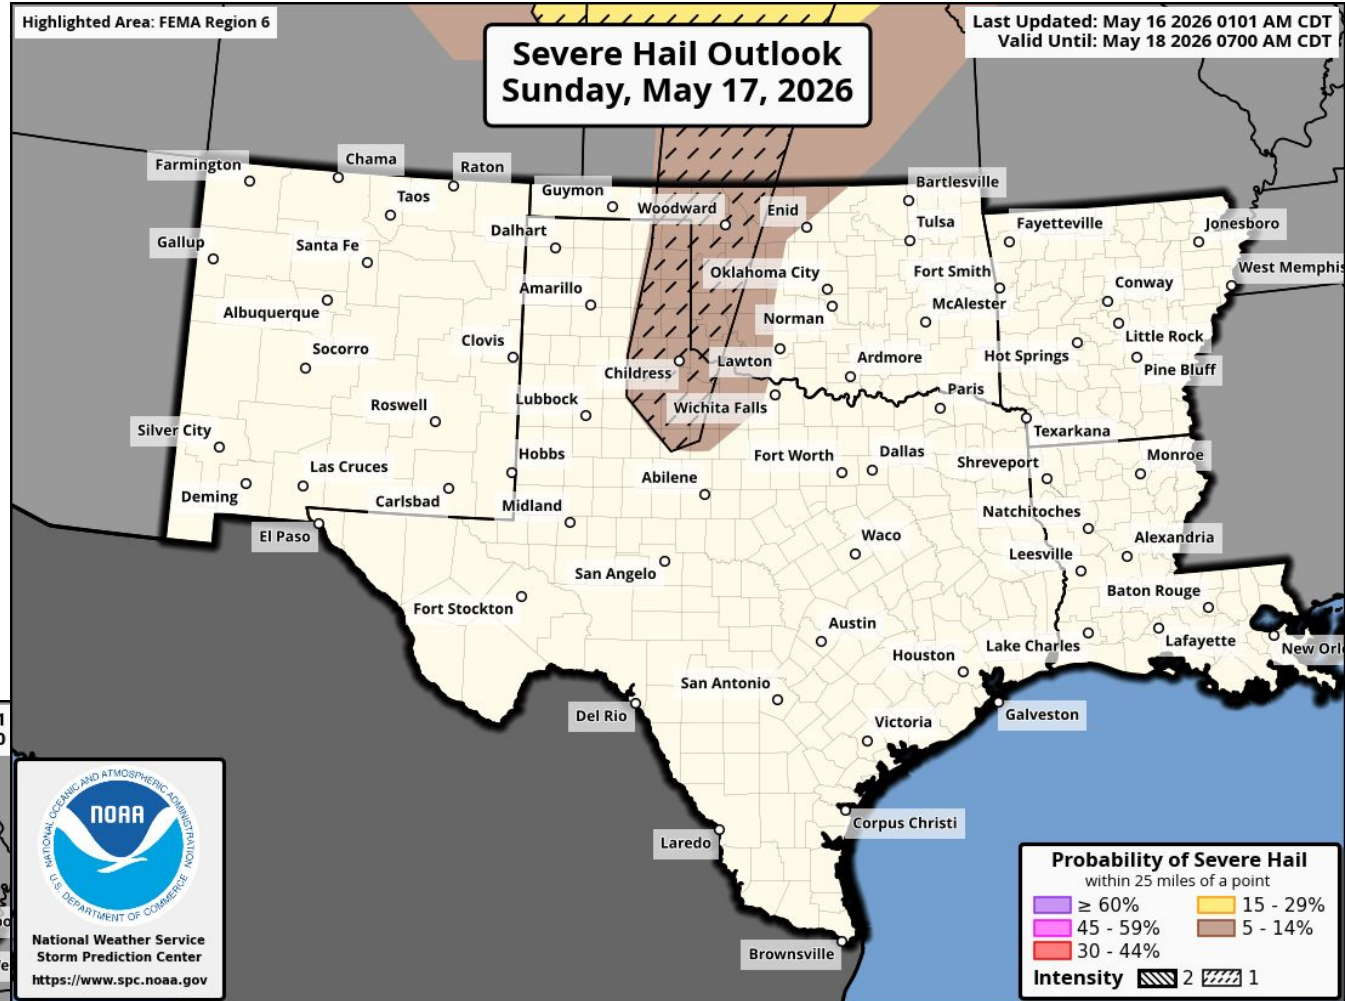 Highlighted Area: FEMA Region 6
Severe Hail Outlook
Sunday, May 17, 2026
Last Updated: May 16 2026 0101 AM CDT
Valid Until: May 18 2026 0700 AM CDT
Farmington
Chama
Raton
Taos
Guymon
Woodward
Enid
Bartlesville
Gallup
Santa Fe
Dalhart
Tulsa
Fayetteville
Jonesboro
Amarillo
Oklahoma City
Fort Smith
West Memphis
Albuquerque
Norman
McAlester
Conway
Socorro
Clovis
Childress
Lawton
Ardmore
Hot Springs
Little Rock
Pine Bluff
Roswell
Lubbock
Wichita Falls
Paris
Silver City
Texarkana
Las Cruces
Hobbs
Abilene
Fort Worth
Dallas
Shreveport
Monroe
Deming
Carlsbad
Midland
Natchitoches
El Paso
Waco
Leesville
Alexandria
San Angelo
Fort Stockton
Baton Rouge
Austin
Houston
Lake Charles
Lafayette
New Orl
San Antonio
Del Rio
Victoria
Galveston
Laredo
Corpus Christi
Brownsville
1
0
NATIONAL OCEANIC AND ATMOSPHERIC ADMINISTRATION
NOAA
U.S. DEPARTMENT OF COMMERCE
National Weather Service
Storm Prediction Center
https://www.spc.noaa.gov
Probability of Severe Hail
within 25 miles of a point
≥ 60% 15 - 29%
45 - 59% 5 - 14%
30 - 44%
Intensity 2 1